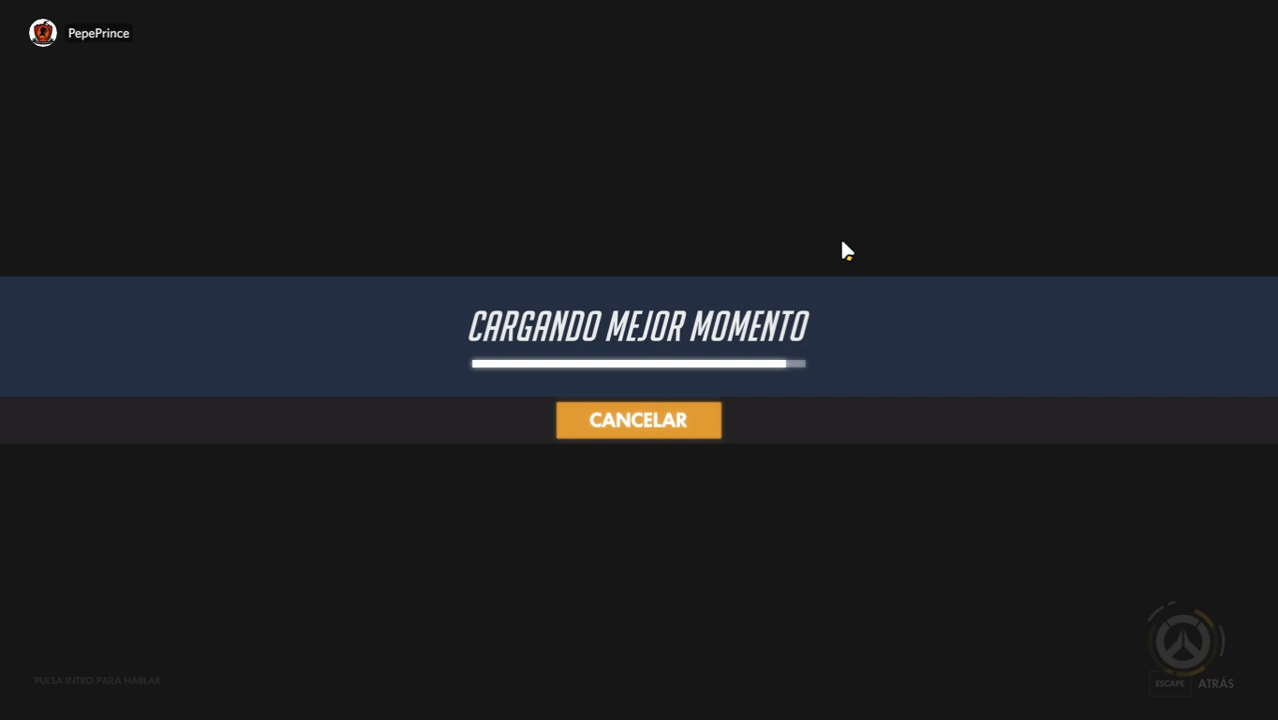 PepePrince
CARGANDO MEJOR MOMENTO
CANCELAR
PULSA INTRO PARA HABLAR
ESCAPE ATRÁS